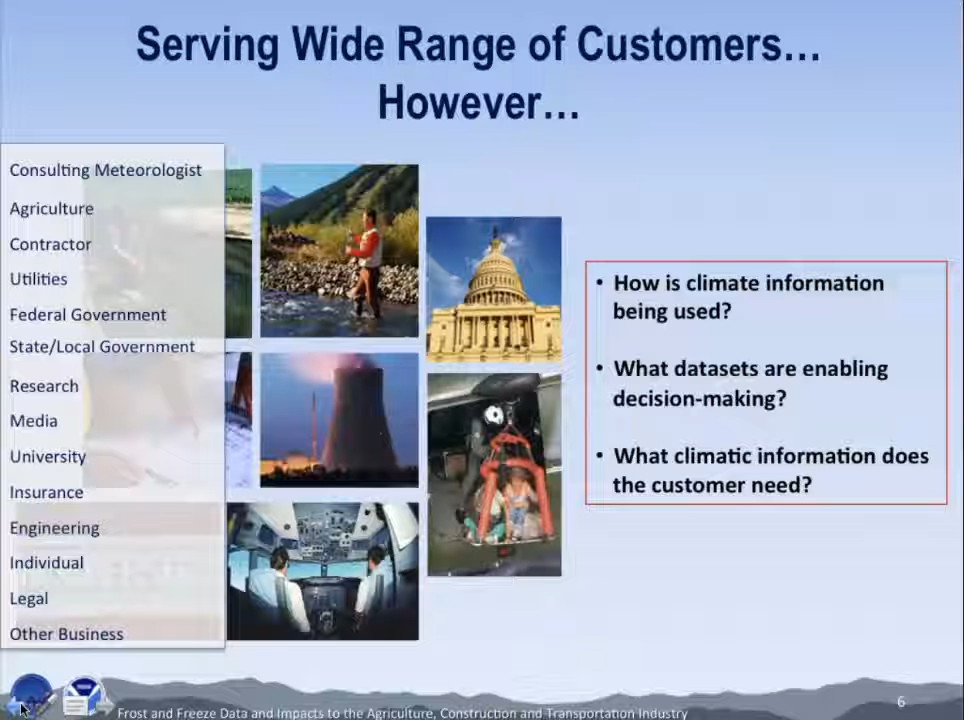 Serving Wide Range of Customers…
However…
Consulting Meteorologist
Agriculture
Contractor
Utilities
Federal Government
State/Local Government
Research
Media
University
Insurance
Engineering
Individual
Legal
Other Business
• How is climate information
being used?
• What datasets are enabling
decision-making?
• What climatic information does
the customer need?
Frost and Freeze Data and Impacts to the Agriculture, Construction and Transportation Industry
6